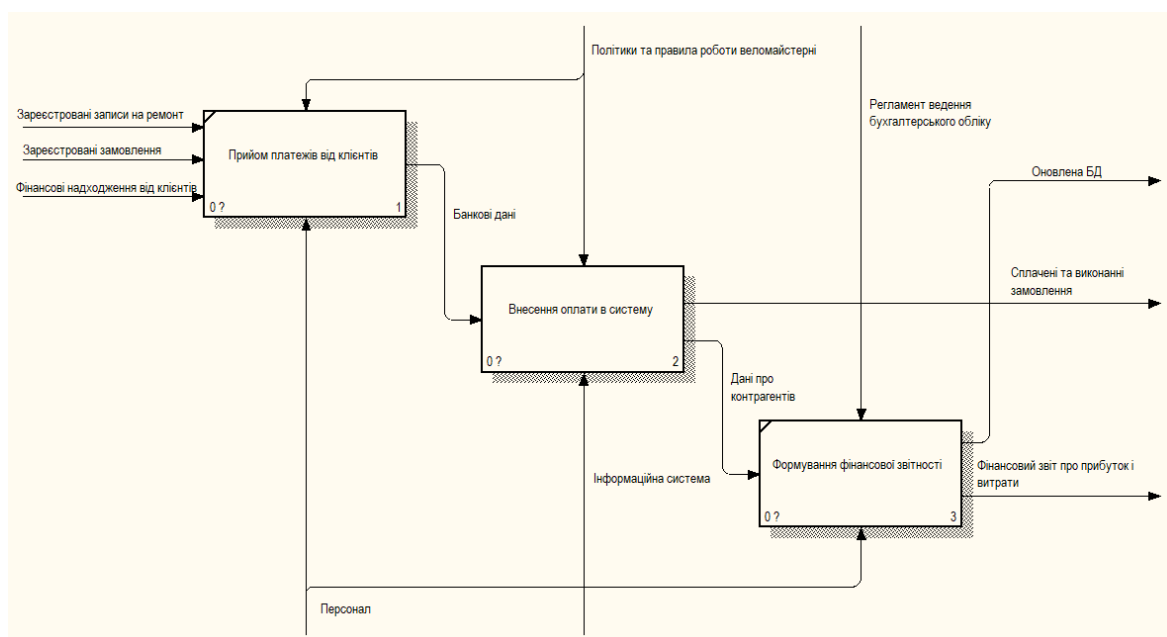 Політики та правила роботи веломайстерні
Зареєстровані записи на ремонт
Зареєстровані замовлення
Фінансові надходження від клієнтів
Прийом платежів від клієнтів
0 ?
1
Регламент ведення
бухгалтерського обліку
Оновлена БД
Банкові дані
Сплачені та виконанні
замовлення
Внесення оплати в систему
0 ?
2
Дані про
контрагентів
Інформаційна система
Формування фінансової звітності
0 ?
3
Фінансовий звіт про прибуток і
витрати
Персонал